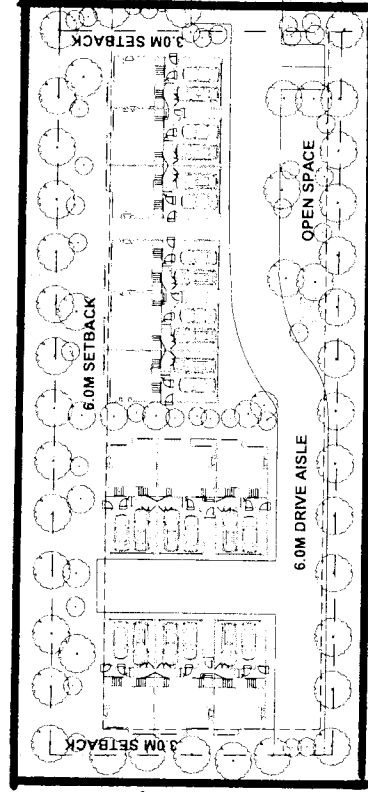 3.0M SETBACK
OPEN SPACE
6.0M SETBACK
6.0M DRIVE AISLE
3.0M SETBACK